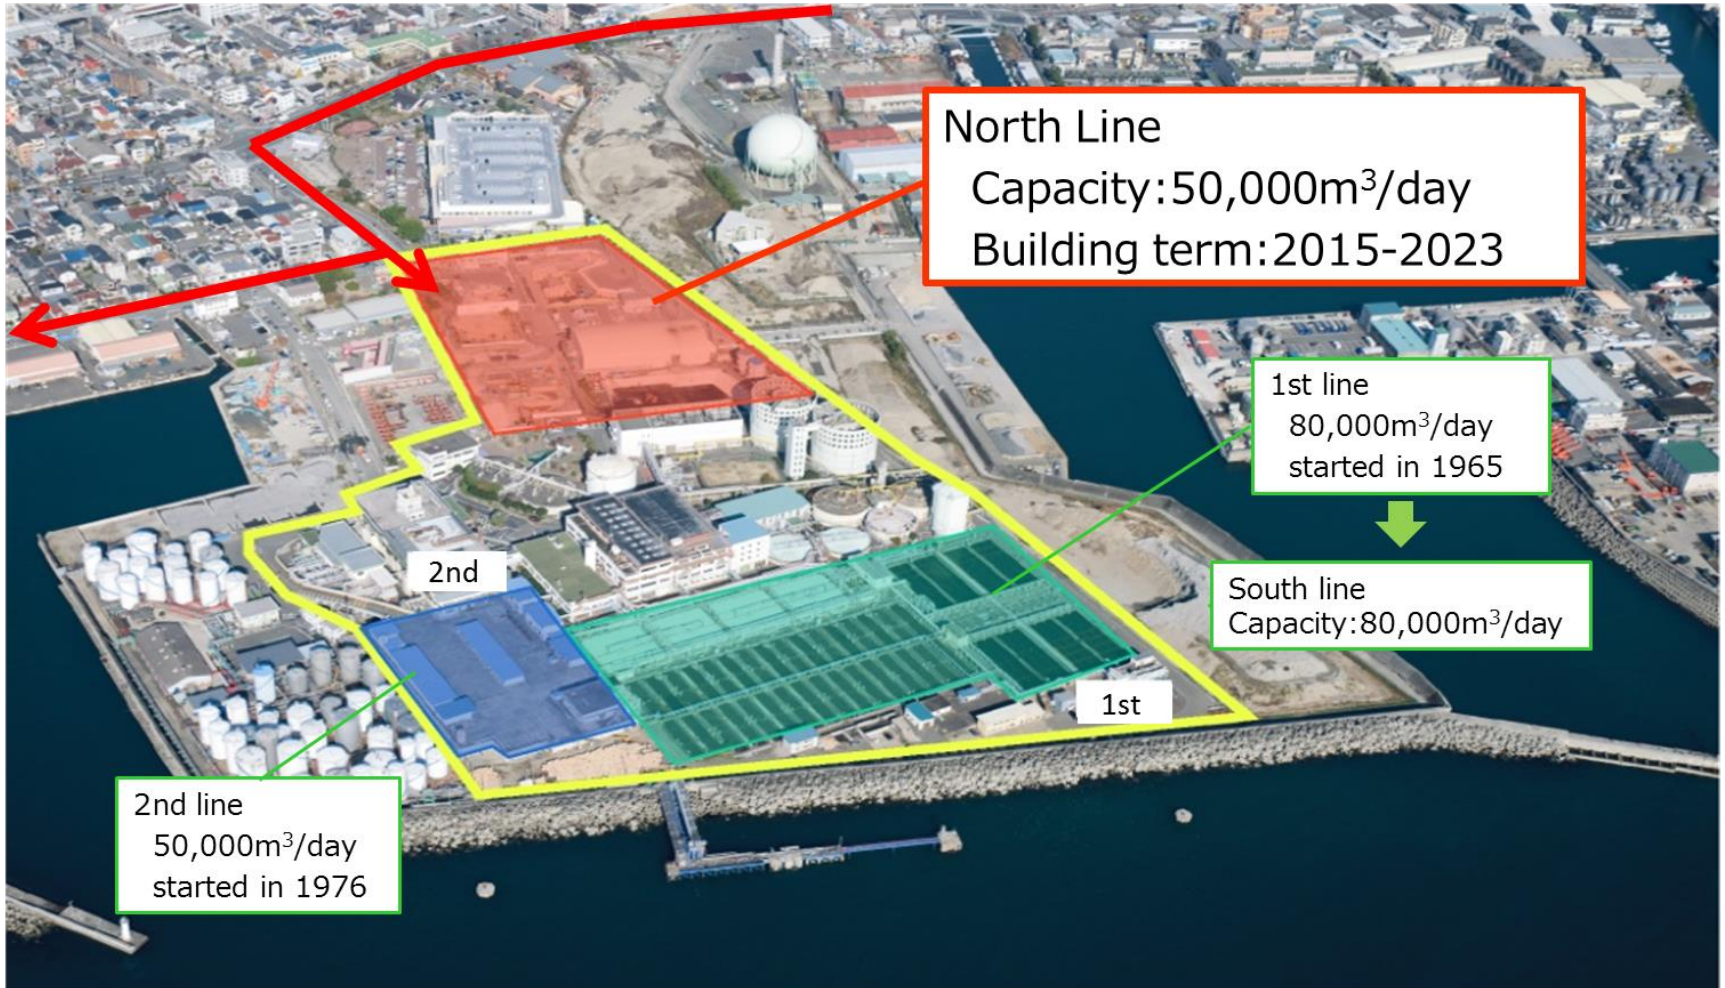 North Line
Capacity:50,000m³/day
Building term:2015-2023
1st line
80,000m³/day
started in 1965
South line
Capacity:80,000m³/day
2nd
1st
2nd line
50,000m³/day
started in 1976